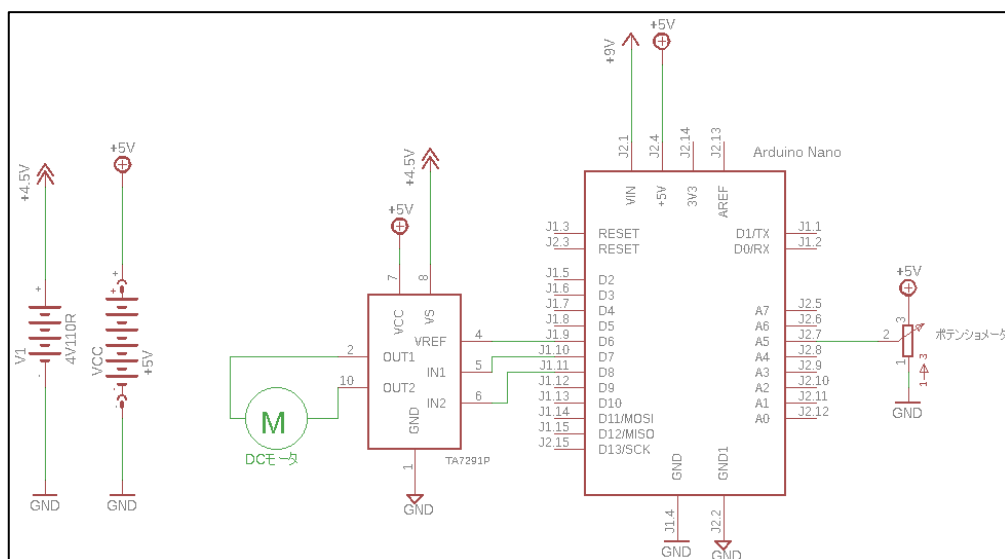 +4.5V
V1
4V110R
GND
+5V
VCC
+5V
GND
+5V
+4.5V
7
8
VCC
VS
VREF
4
2
OUT1
IN1
5
10
OUT2
IN2
6
GND
1
TA7291P
GND
M
DCモータ
+9V
+5V
J2.1
J2.4
J2.14
J2.13
Arduino Nano
VIN
+5V
3V3
AREF
J1.3
RESET
J2.3
RESET
D1/TX
J1.1
D0/RX
J1.2
J1.5
D2
J1.6
D3
J1.7
D4
J1.8
D5
J1.9
D6
J1.10
D7
J1.11
D8
J1.12
D9
J1.13
D10
J1.14
D11/MOSI
J1.15
D12/MISO
J2.15
D13/SCK
A7
J2.5
A6
J2.6
A5
J2.7
A4
J2.8
A3
J2.9
A2
J2.10
A1
J2.11
A0
J2.12
GND
GND1
J1.4
J2.2
GND
GND
+5V
3
2
ポテンショメータ
1
1
3
GND